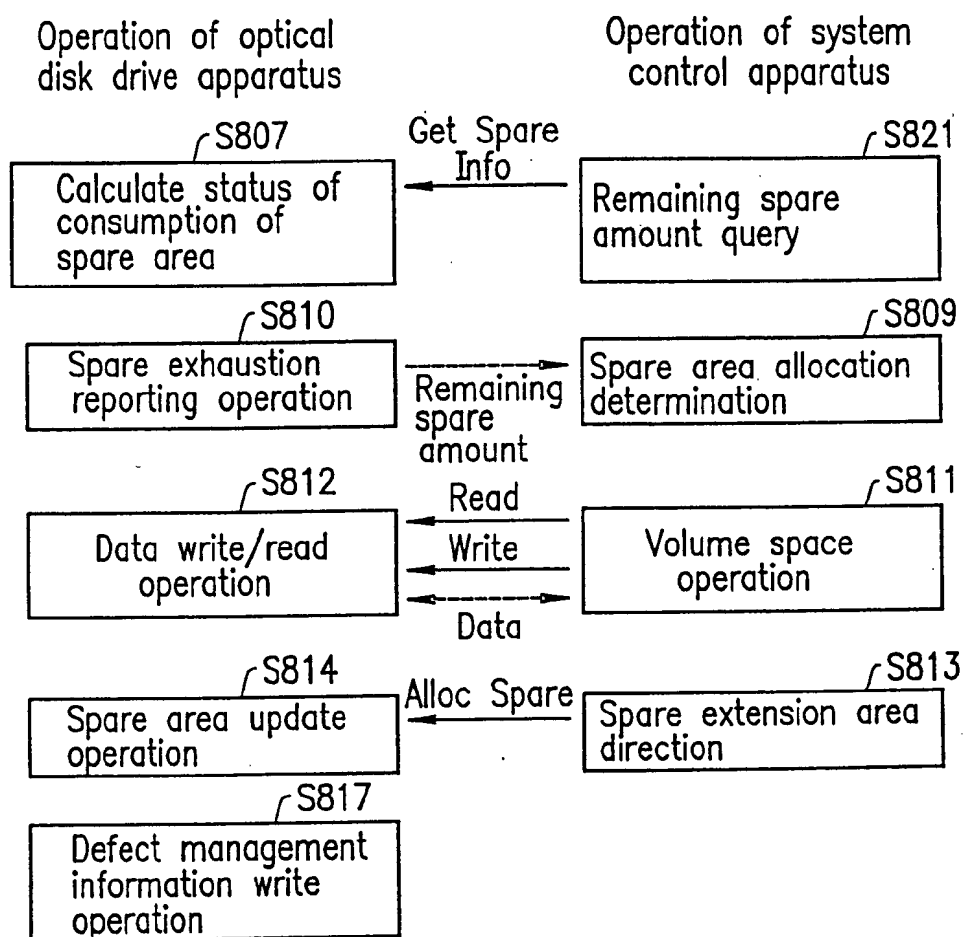 Operation of optical
disk drive apparatus
Operation of system
control apparatus
S807
Calculate status of
consumption of
spare area
Get Spare
Info
S821
Remaining spare
amount query
S810
Spare exhaustion
reporting operation
Remaining
spare
amount
S809
Spare area allocation
determination
S812
Data write/read
operation
Read
Write
Data
S811
Volume space
operation
S814
Spare area update
operation
Alloc Spare
S813
Spare extension area
direction
S817
Defect management
information write
operation